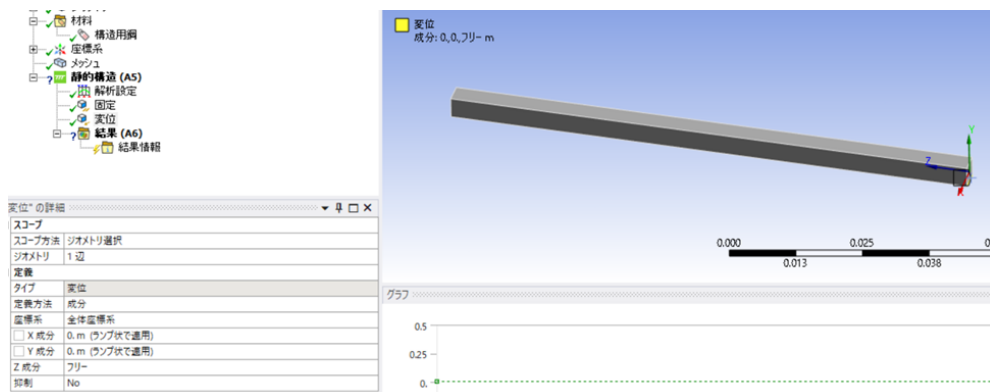 材料
構造用鋼
座標系
メッシュ
静的構造 (A5)
解析設定
固定
変位
結果 (A6)
結果情報
変位
成分: 0.,0.,フリー m
Y
Z
X
0.000
0.025
0.013
0.038
変位" の詳細
スコープ
スコープ方法 ジオメトリ選択
ジオメトリ 1 辺
定義
タイプ 変位
定義方法 成分
座標系 全体座標系
X 成分 0. m (ランプ状で適用)
Y 成分 0. m (ランプ状で適用)
Z 成分 フリー
抑制 No
グラフ
0.5
0.25
0.